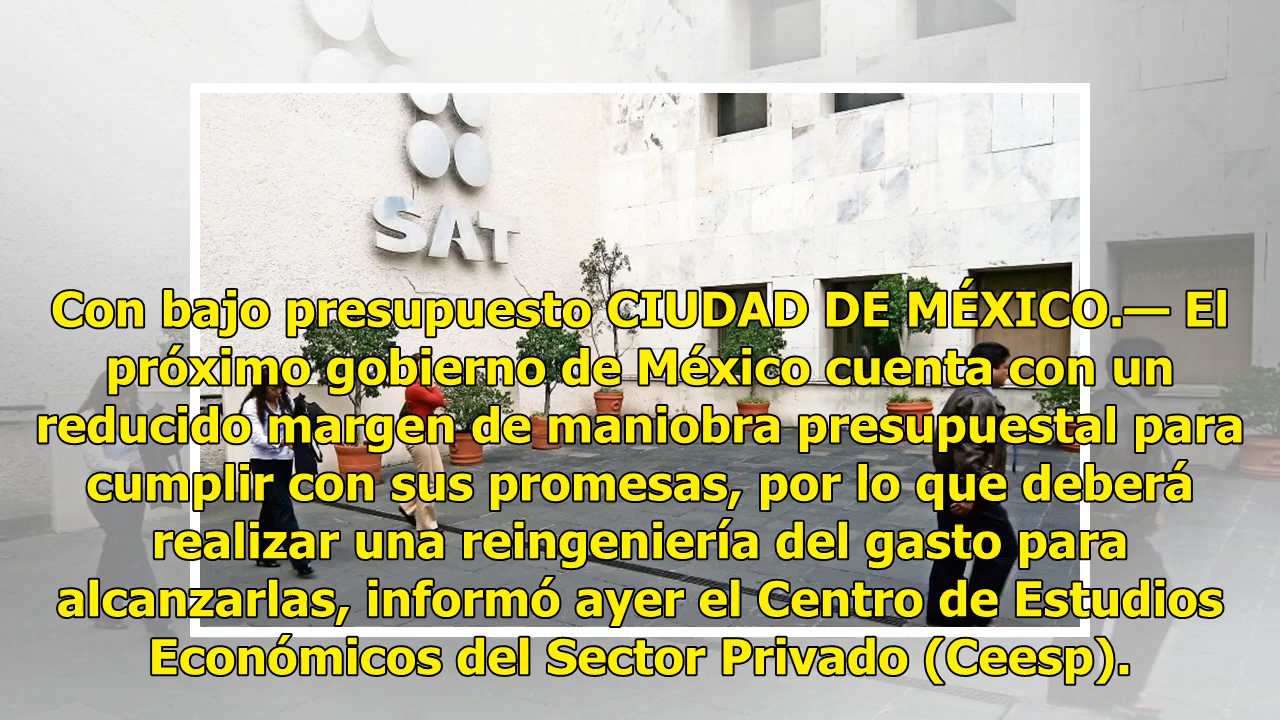 SAT
Con bajo presupuesto CIUDAD DE MÉXICO.— El
próximo gobierno de México cuenta con un
reducido margen de maniobra presupuestal para
cumplir con sus promesas, por lo que deberá
realizar una reingeniería del gasto para
alcanzarlas, informó ayer el Centro de Estudios
Económicos del Sector Privado (Ceesp).